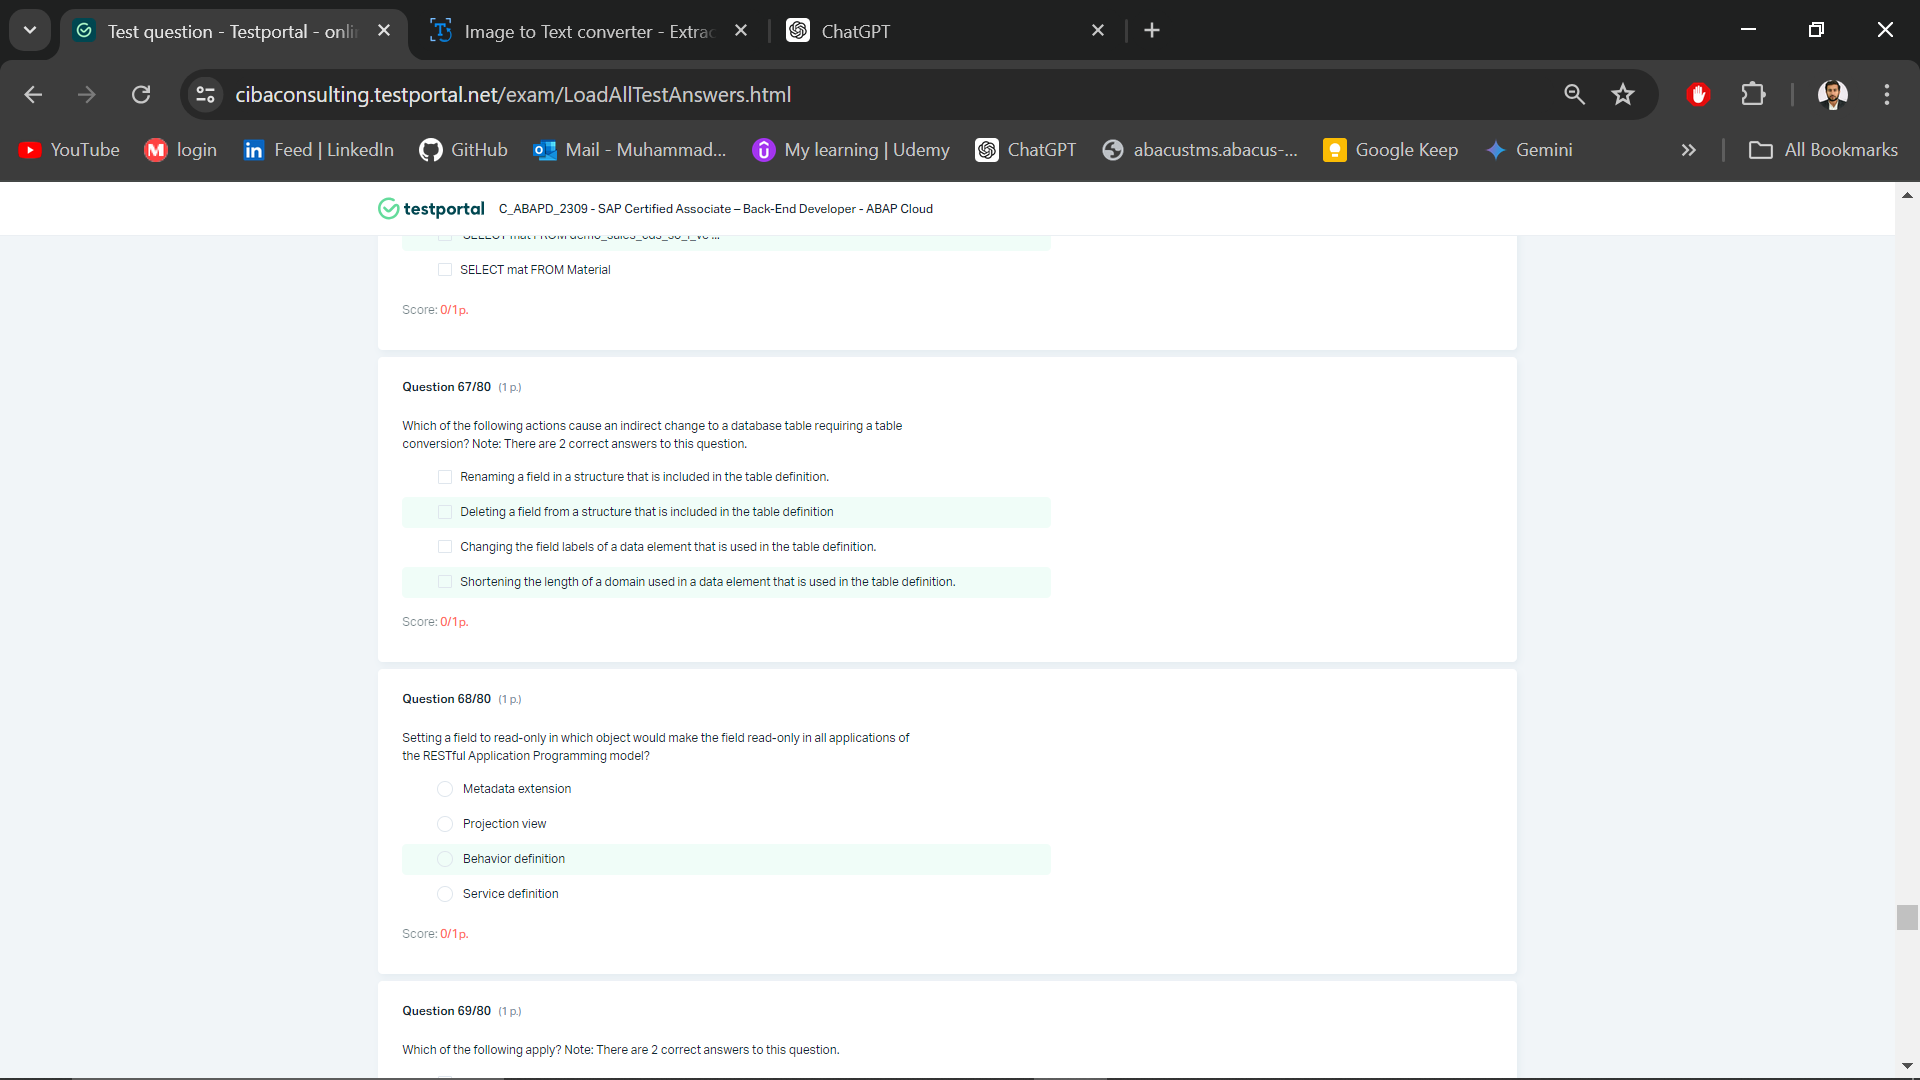 Test question - Testportal - onli
Image to Text converter - Extrac
ChatGPT
cibaconsulting.testportal.net/exam/LoadAllTestAnswers.html
YouTube
login
Feed | LinkedIn
GitHub
Mail - Muhammad...
My learning | Udemy
ChatGPT
abacustms.abacus-...
Google Keep
Gemini
All Bookmarks
testportal
C_ABAPD_2309 - SAP Certified Associate – Back-End Developer - ABAP Cloud
SELECT mat FROM demo_sales_cds_so_i_ve ...
SELECT mat FROM Material
Score: 0/1 p.
Question 67/80 (1 p.)
Which of the following actions cause an indirect change to a database table requiring a table
conversion? Note: There are 2 correct answers to this question.
Renaming a field in a structure that is included in the table definition.
Deleting a field from a structure that is included in the table definition
Changing the field labels of a data element that is used in the table definition.
Shortening the length of a domain used in a data element that is used in the table definition.
Score: 0/1 p.
Question 68/80 (1 p.)
Setting a field to read-only in which object would make the field read-only in all applications of
the RESTful Application Programming model?
Metadata extension
Projection view
Behavior definition
Service definition
Score: 0/1 p.
Question 69/80 (1 p.)
Which of the following apply? Note: There are 2 correct answers to this question.